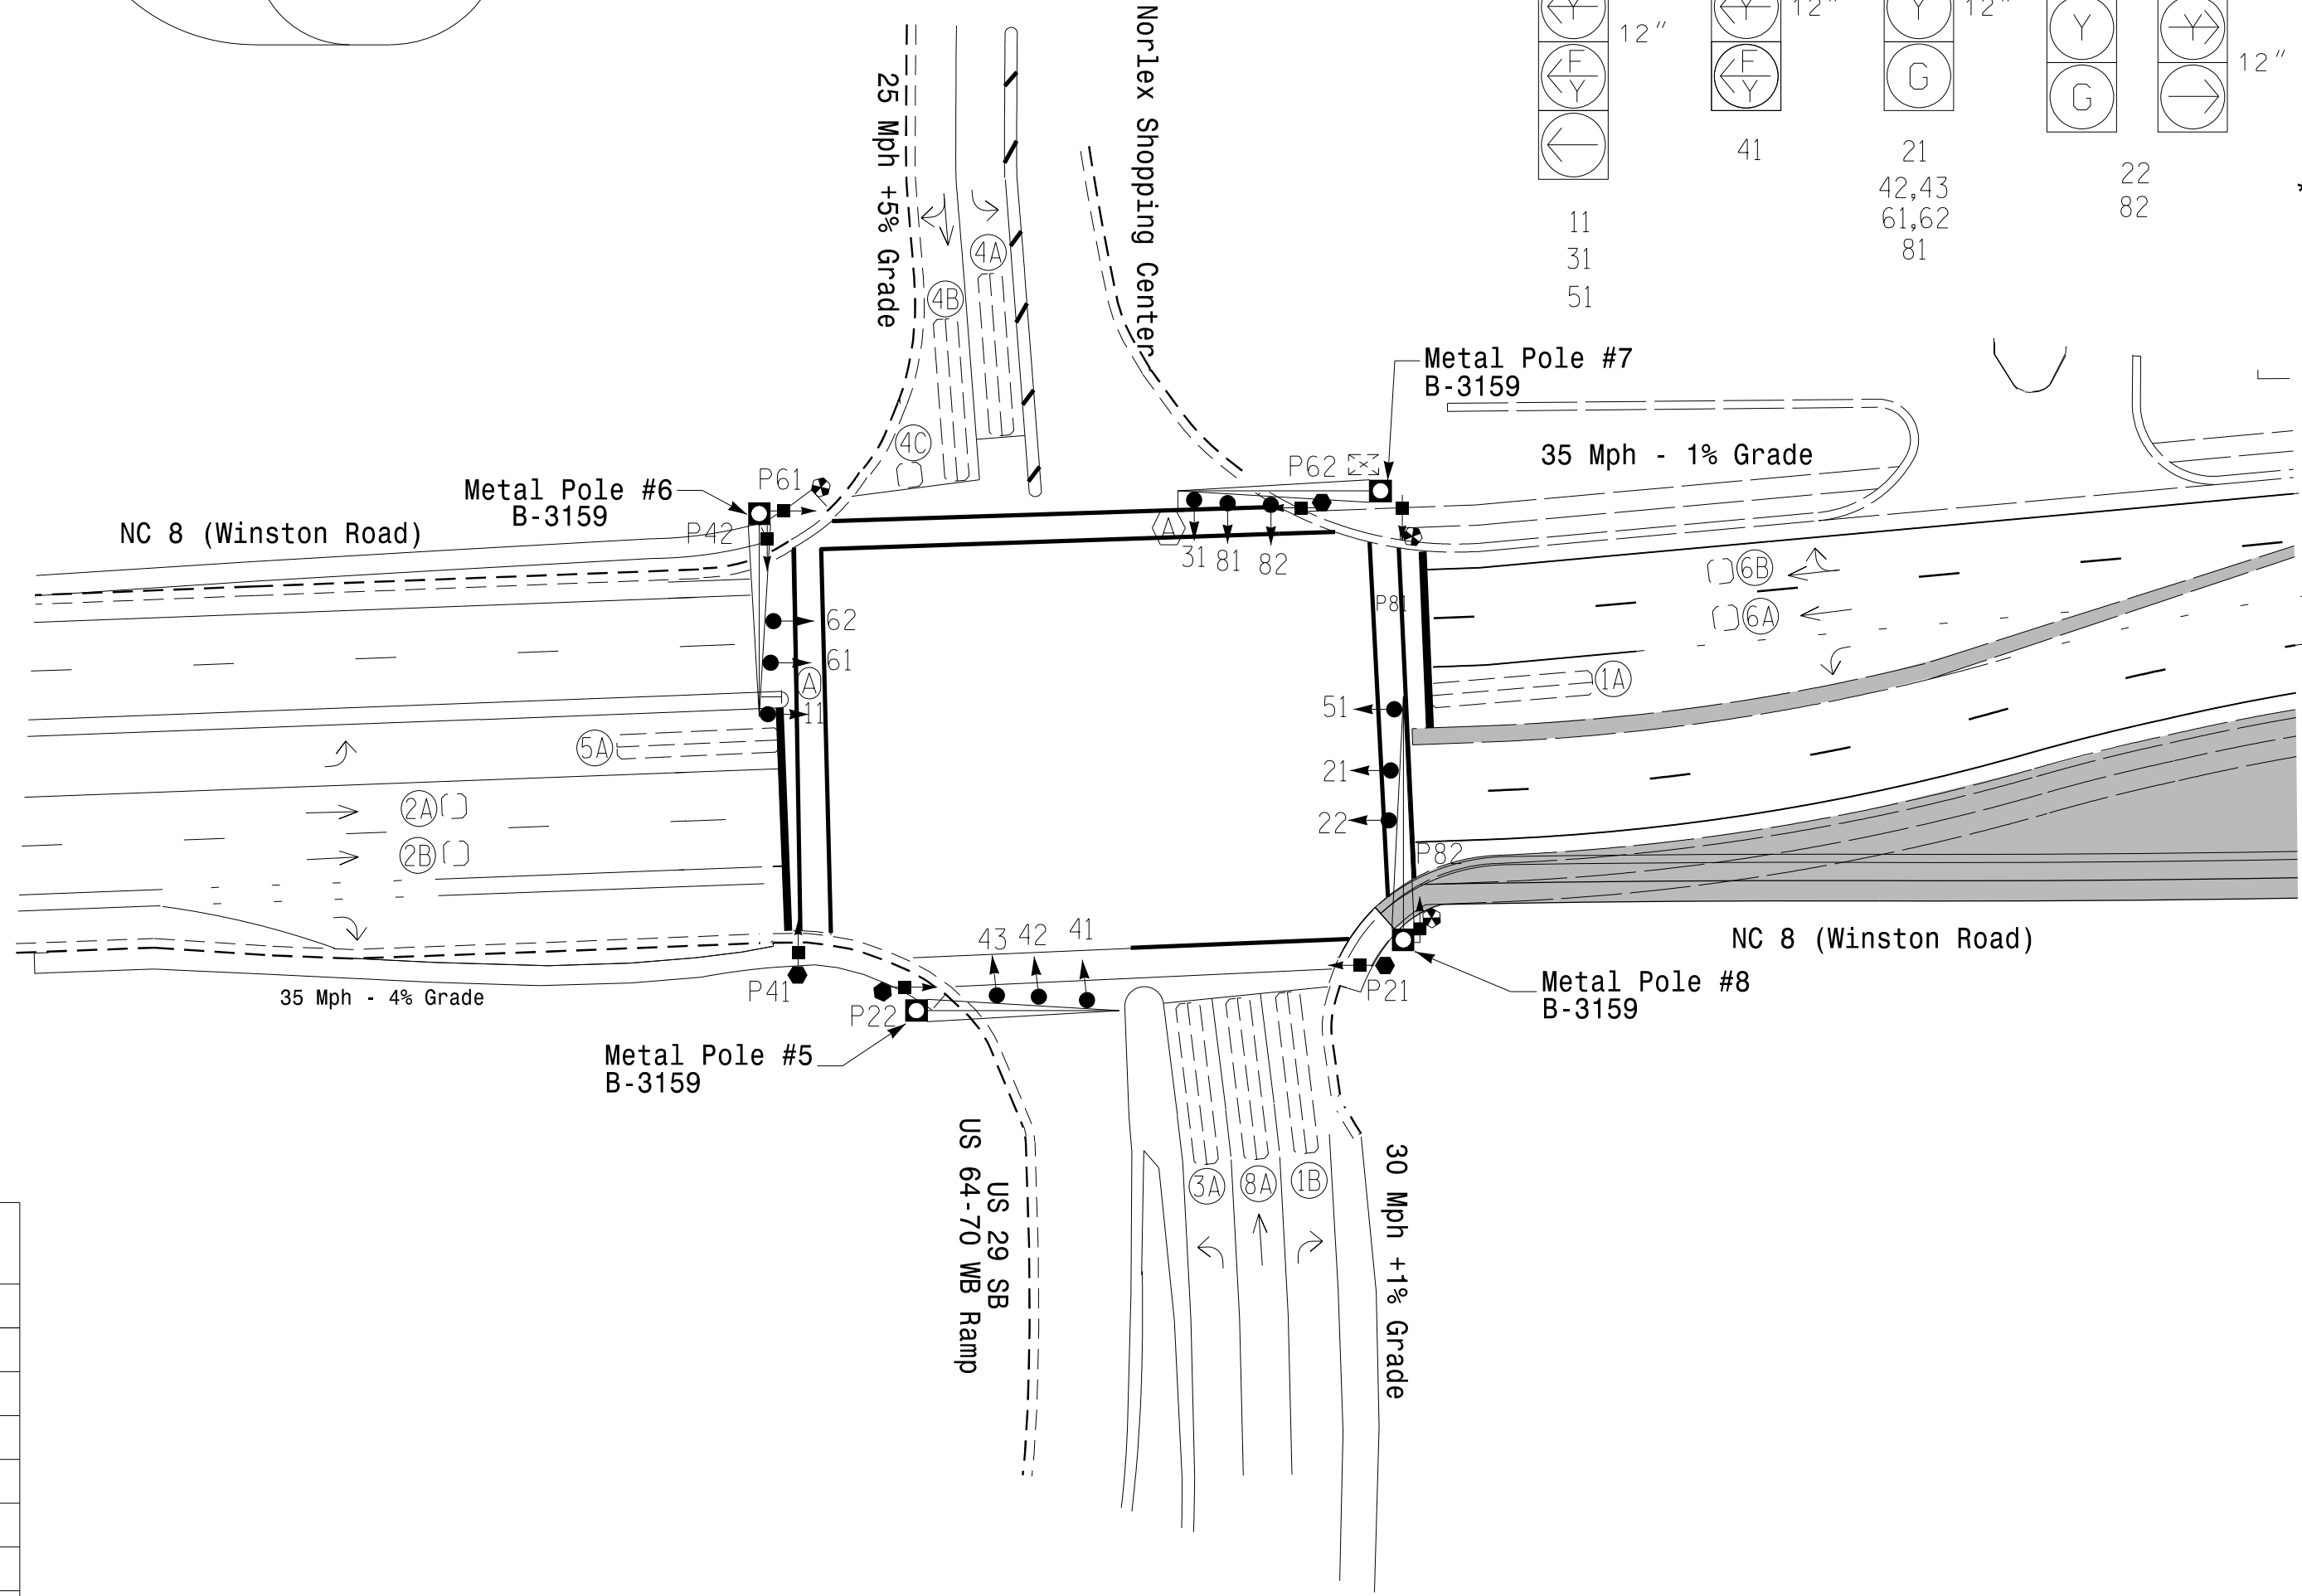 Y
12"
F
Y
11
31
51
Y
12"
F
Y
41
Y
12"
G
21
42,43
61,62
81
Y
Y
12"
G
22
82
25 Mph +5% Grade
Norlex Shopping Center
4A
4B
4C
Metal Pole #7
B-3159
35 Mph - 1% Grade
P61
P62
Metal Pole #6
B-3159
P42
NC 8 (Winston Road)
A
31
81
82
6B
P81
6A
62
61
A
11
1A
51
5A
21
2A
22
2B
P82
43
42
41
NC 8 (Winston Road)
P41
35 Mph - 4% Grade
P22
P21
Metal Pole #8
B-3159
Metal Pole #5
B-3159
US 29 SB
US 64-70 WB Ramp
3A
8A
1B
30 Mph +1% Grade